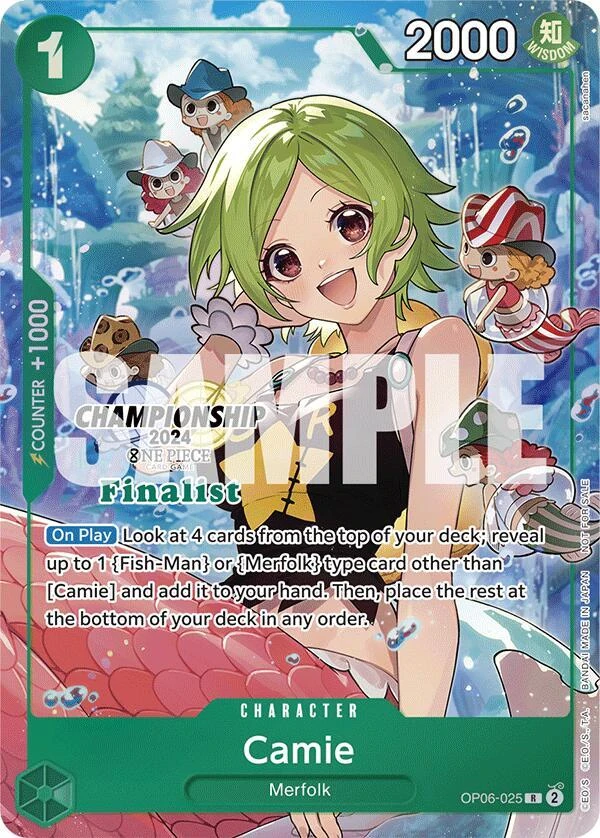 1
2000
知
WISDOM
sacanahen
COUNTER +1000
SAMPLE
CHAMPIONSHIP
2024
ONE PIECE
CARD GAME
Finalist
On Play Look at 4 cards from the top of your deck; reveal
up to 1 {Fish-Man} or {Merfolk} type card other than
[Camie] and add it to your hand. Then, place the rest at
the bottom of your deck in any order.
©E.O./S. ©E.O./S., T.A. BANDAI MADE IN JAPAN NOT FOR SALE
CHARACTER
Camie
Merfolk
OP06-025 R 2